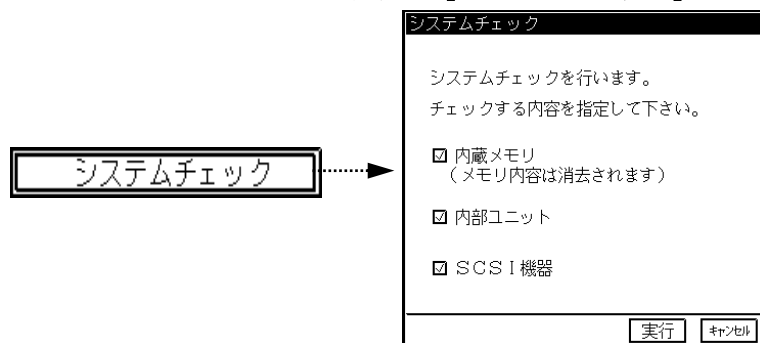 システムチェック
システムチェック
システムチェックを行います。
チェックする内容を指定して下さい。
内蔵メモリ
（メモリ内容は消去されます）
内部ユニット
ＳＣＳＩ機器
実行
ｷｬﾝｾﾙ